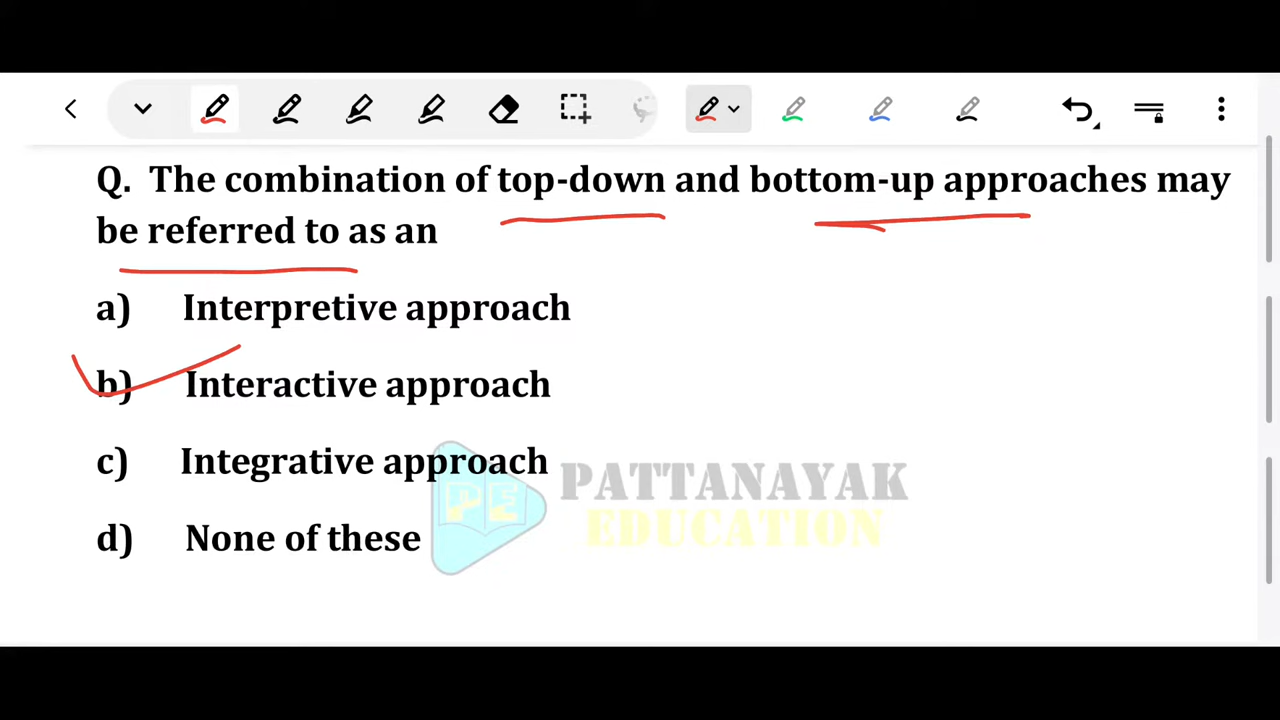 Q. The combination of top-down and bottom-up approaches may
be referred to as an
a) Interpretive approach
b) Interactive approach
c) Integrative approach
d) None of these
PE
PATTANAYAK
EDUCATION